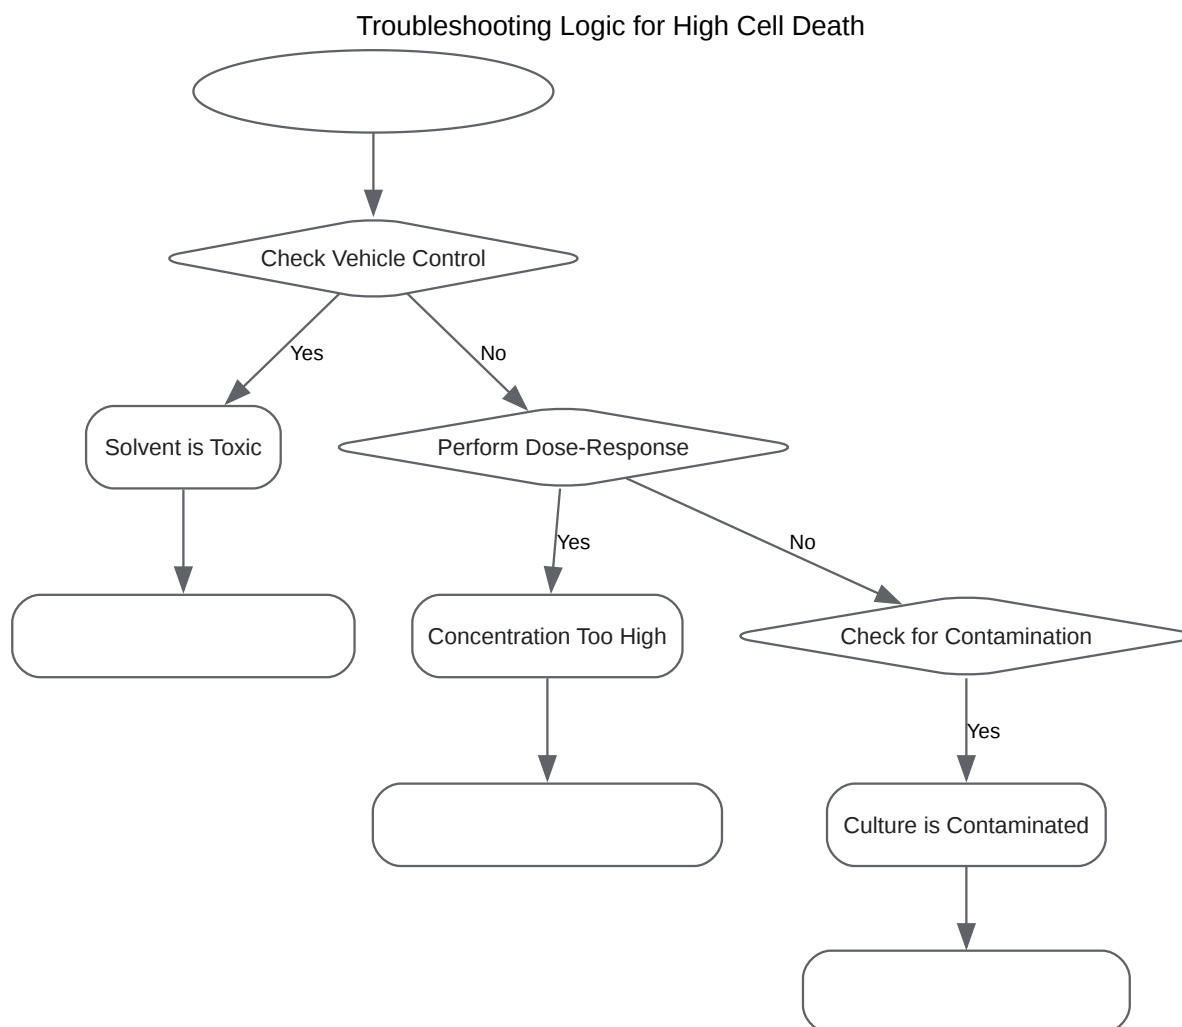 Troubleshooting Logic for High Cell Death
Check Vehicle Control
Yes
No
Solvent is Toxic
Perform Dose-Response
Yes
No
Concentration Too High
Check for Contamination
Yes
Culture is Contaminated